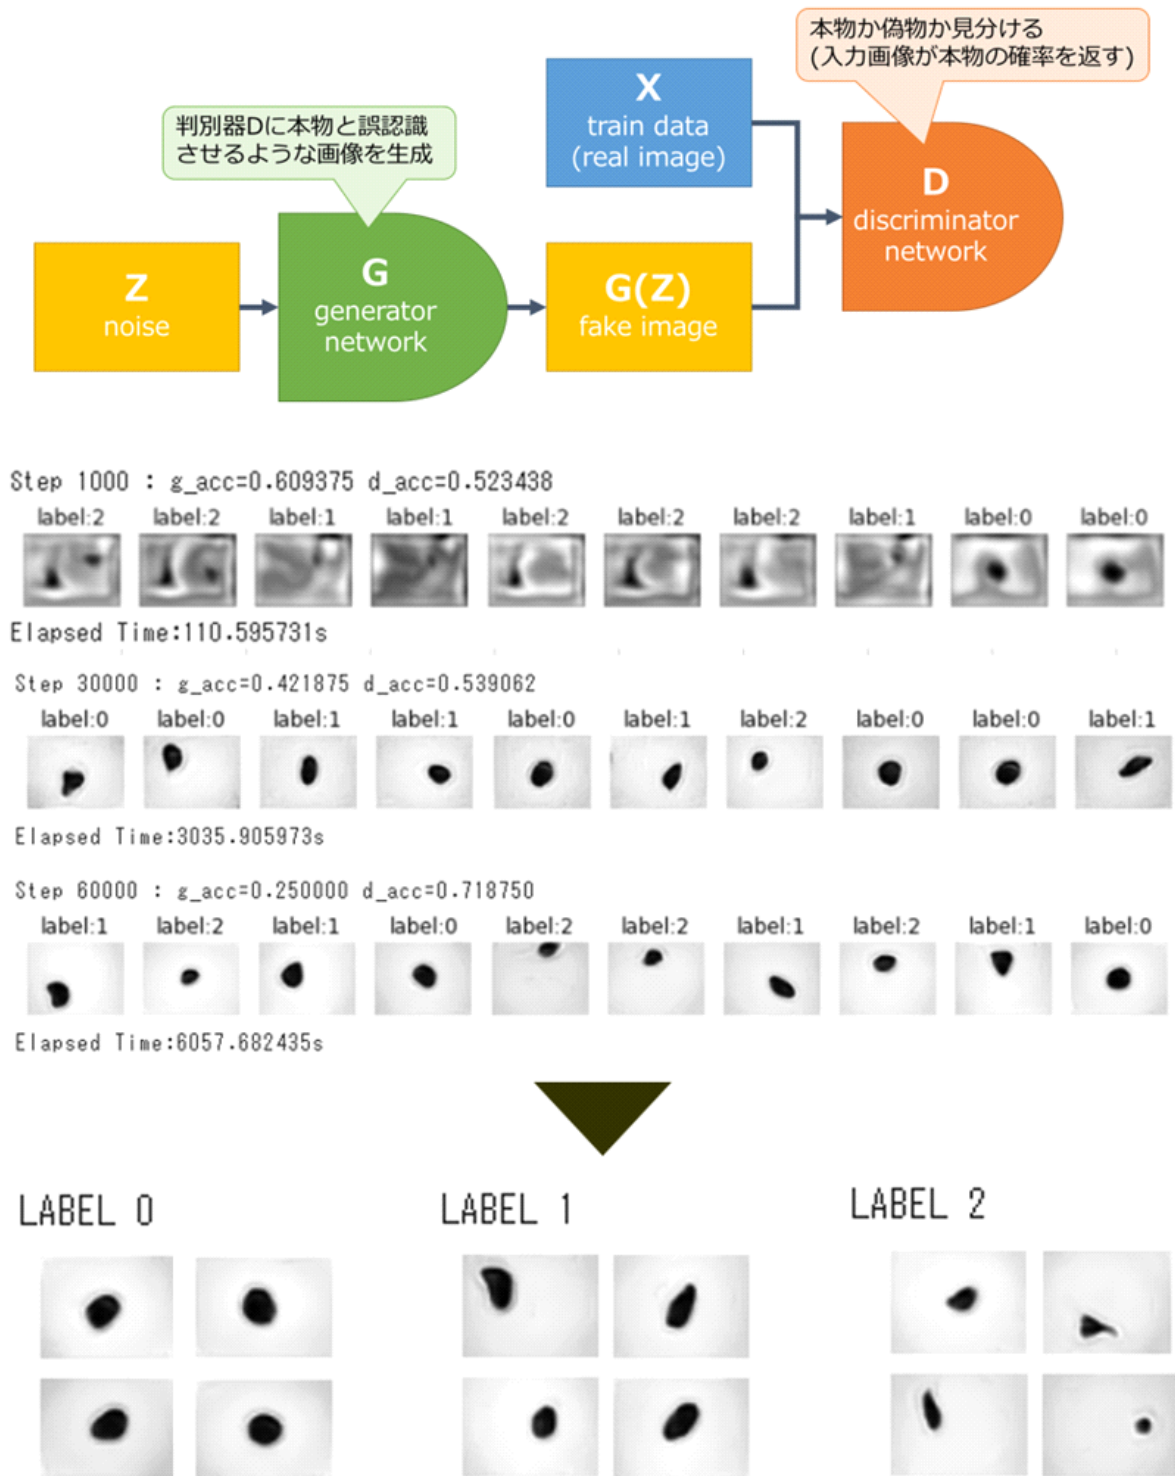 本物か偽物か見分ける
(入力画像が本物の確率を返す)
判別器Dに本物と誤認識
させるような画像を生成
X
train data
(real image)
D
discriminator
network
Z
noise
G
generator
network
G(Z)
fake image
Step 1000 : g_acc=0.609375 d_acc=0.523438
label:2 label:2 label:1 label:1 label:2 label:2 label:2 label:1 label:0 label:0
Elapsed Time:110.595731s
Step 30000 : g_acc=0.421875 d_acc=0.539062
label:0 label:0 label:1 label:1 label:0 label:1 label:2 label:0 label:0 label:1
Elapsed Time:3035.905973s
Step 60000 : g_acc=0.250000 d_acc=0.718750
label:1 label:2 label:1 label:0 label:2 label:2 label:1 label:2 label:1 label:0
Elapsed Time:6057.682435s
LABEL 0
LABEL 1
LABEL 2